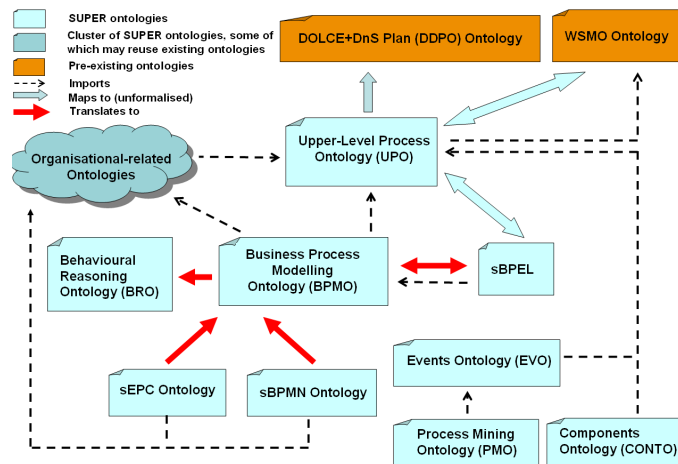 SUPER ontologies
Cluster of SUPER ontologies, some of
which may reuse existing ontologies
Pre-existing ontologies
Imports
Maps to (unformalised)
Translates to
DOLCE+DnS Plan (DDPO) Ontology
WSMO Ontology
Organisational-related
Ontologies
Upper-Level Process
Ontology (UPO)
Behavioural
Reasoning
Ontology (BRO)
Business Process
Modelling
Ontology (BPMO)
sBPEL
sEPC Ontology
sBPMN Ontology
Events Ontology (EVO)
Process Mining
Ontology (PMO)
Components
Ontology (CONTO)